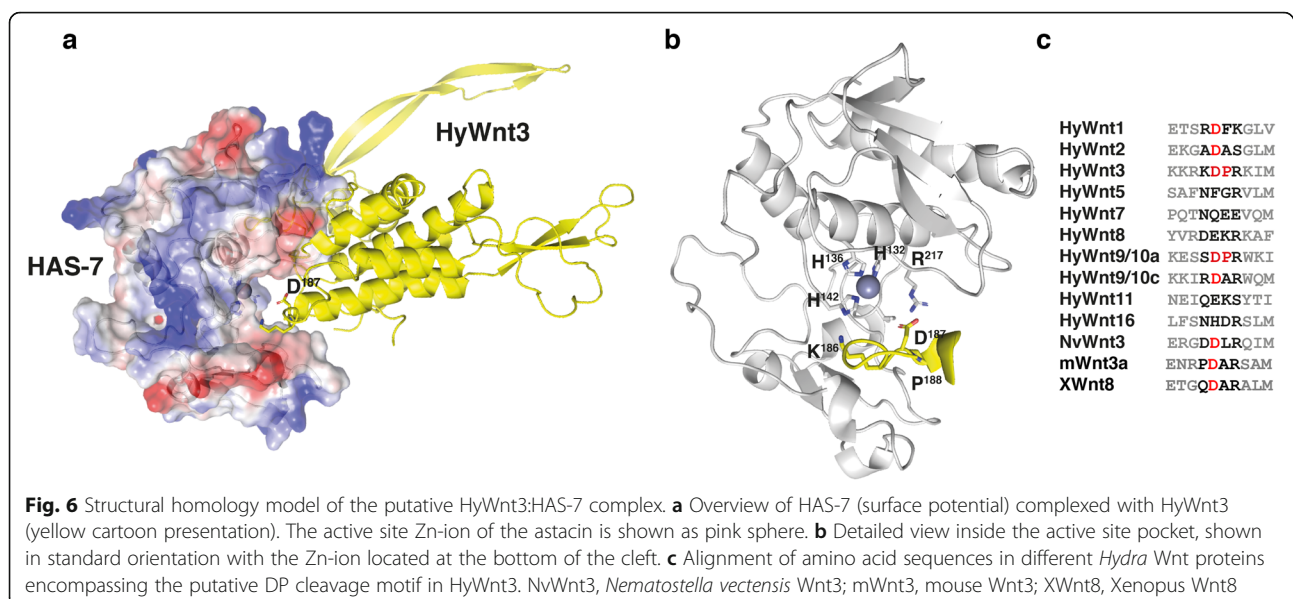 a
b
c
HyWnt3
HAS-7
D187
H136
H132
R217
H142
K186
D187
P188
HyWnt1 ETSRDFKGLV
HyWnt2 EKGADASGLM
HyWnt3 KKRKDPRKIM
HyWnt5 SAFNFGRVLM
HyWnt7 PQTNQEEVQM
HyWnt8 YVRDEKRKAF
HyWnt9/10a KESSDPRWKI
HyWnt9/10c KKIRDARWQM
HyWnt11 NEIQEKSYTI
HyWnt16 LFSNHDRSLM
NvWnt3 ERGDDLRQIM
mWnt3a ENRPDARSAM
XWnt8 ETGQDARALM
Fig. 6 Structural homology model of the putative HyWnt3:HAS-7 complex. a Overview of HAS-7 (surface potential) complexed with HyWnt3
(yellow cartoon presentation). The active site Zn-ion of the astacin is shown as pink sphere. b Detailed view inside the active site pocket, shown
in standard orientation with the Zn-ion located at the bottom of the cleft. c Alignment of amino acid sequences in different Hydra Wnt proteins
encompassing the putative DP cleavage motif in HyWnt3. NvWnt3, Nematostella vectensis Wnt3; mWnt3, mouse Wnt3; XWnt8, Xenopus Wnt8